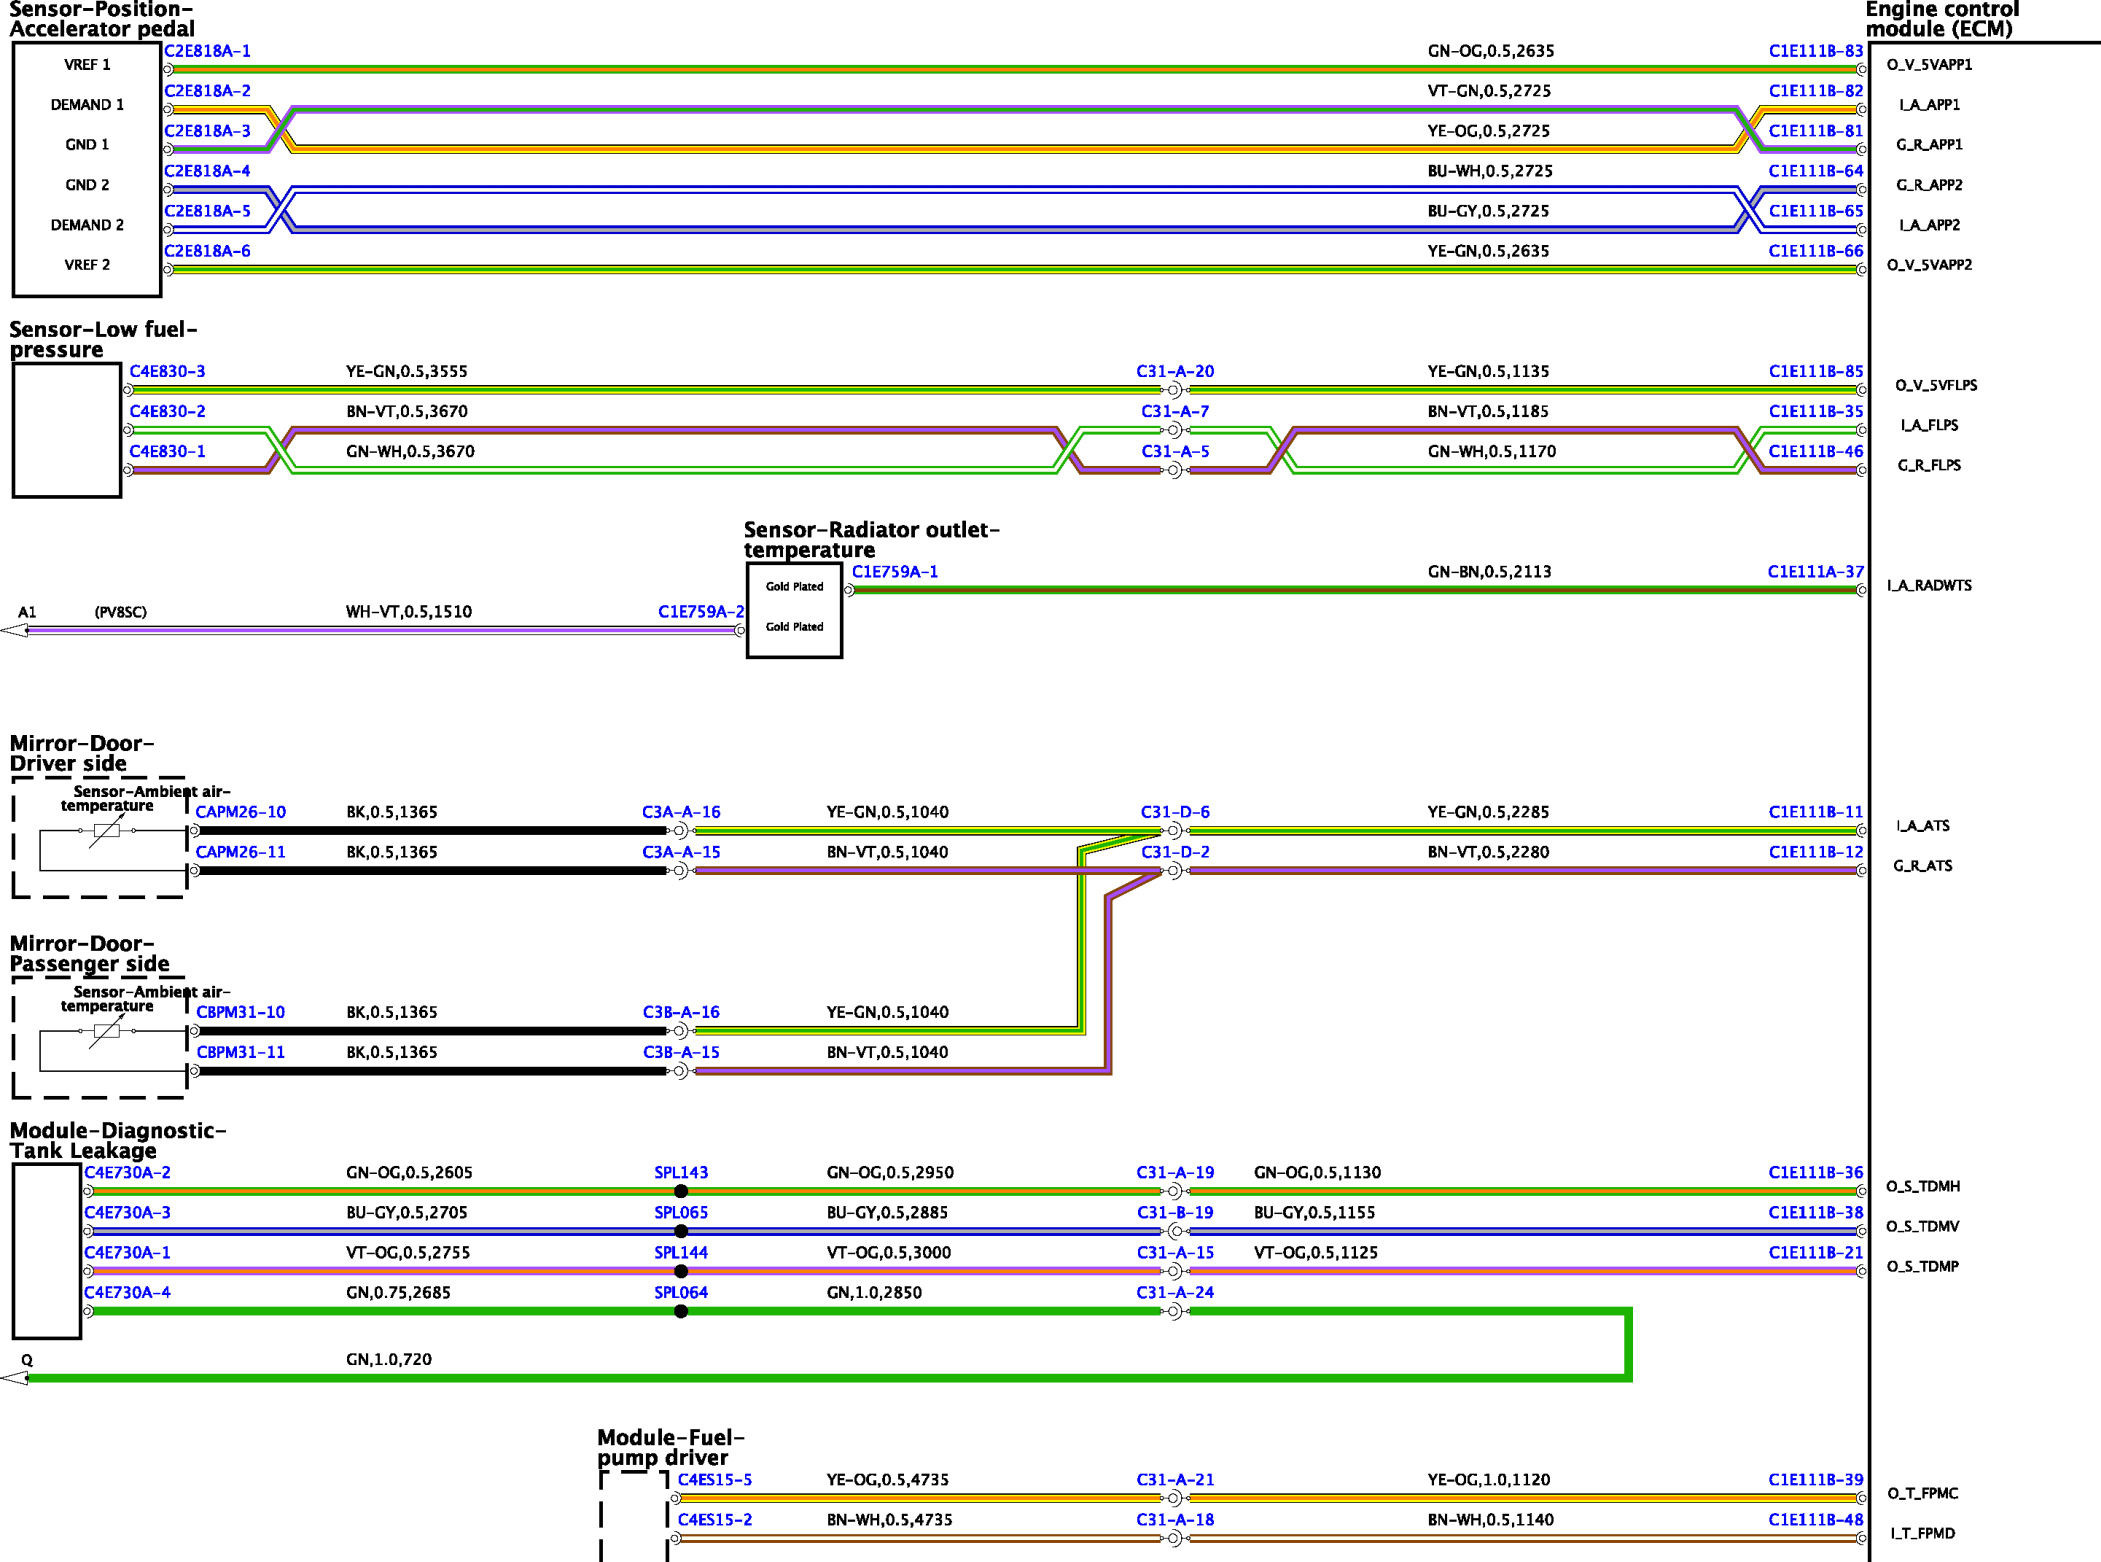 Sensor-Position-
Accelerator pedal
Engine control
module (ECM)
C2E818A-1
GN-OG,0.5,2635
C1E111B-83
VREF 1
O_V_5VAPP1
C2E818A-2
VT-GN,0.5,2725
C1E111B-82
DEMAND 1
I_A_APP1
C2E818A-3
YE-OG,0.5,2725
C1E111B-81
GND 1
G_R_APP1
C2E818A-4
BU-WH,0.5,2725
C1E111B-64
GND 2
G_R_APP2
C2E818A-5
BU-GY,0.5,2725
C1E111B-65
DEMAND 2
I_A_APP2
C2E818A-6
YE-GN,0.5,2635
C1E111B-66
VREF 2
O_V_5VAPP2
Sensor-Low fuel-
pressure
C4E830-3
YE-GN,0.5,3555
C31-A-20
YE-GN,0.5,1135
C1E111B-85
O_V_5VFLPS
C4E830-2
BN-VT,0.5,3670
C31-A-7
BN-VT,0.5,1185
C1E111B-35
I_A_FLPS
C4E830-1
GN-WH,0.5,3670
C31-A-5
GN-WH,0.5,1170
C1E111B-46
G_R_FLPS
Sensor-Radiator outlet-
temperature
C1E759A-1
GN-BN,0.5,2113
C1E111A-37
Gold Plated
I_A_RADWTS
A1
(PV8SC)
WH-VT,0.5,1510
C1E759A-2
Gold Plated
Mirror-Door-
Driver side
Sensor-Ambient air-
temperature
CAPM26-10
BK,0.5,1365
C3A-A-16
YE-GN,0.5,1040
C31-D-6
YE-GN,0.5,2285
C1E111B-11
I_A_ATS
CAPM26-11
BK,0.5,1365
C3A-A-15
BN-VT,0.5,1040
C31-D-2
BN-VT,0.5,2280
C1E111B-12
G_R_ATS
Mirror-Door-
Passenger side
Sensor-Ambient air-
temperature
CBPM31-10
BK,0.5,1365
C3B-A-16
YE-GN,0.5,1040
CBPM31-11
BK,0.5,1365
C3B-A-15
BN-VT,0.5,1040
Module-Diagnostic-
Tank Leakage
C4E730A-2
GN-OG,0.5,2605
SPL143
GN-OG,0.5,2950
C31-A-19
GN-OG,0.5,1130
C1E111B-36
O_S_TDMH
C4E730A-3
BU-GY,0.5,2705
SPL065
BU-GY,0.5,2885
C31-B-19
BU-GY,0.5,1155
C1E111B-38
O_S_TDMV
C4E730A-1
VT-OG,0.5,2755
SPL144
VT-OG,0.5,3000
C31-A-15
VT-OG,0.5,1125
C1E111B-21
O_S_TDMP
C4E730A-4
GN,0.75,2685
SPL064
GN,1.0,2850
C31-A-24
Q
GN,1.0,720
Module-Fuel-
pump driver
C4ES15-5
YE-OG,0.5,4735
C31-A-21
YE-OG,1.0,1120
C1E111B-39
O_T_FPMC
C4ES15-2
BN-WH,0.5,4735
C31-A-18
BN-WH,0.5,1140
C1E111B-48
I_T_FPMD